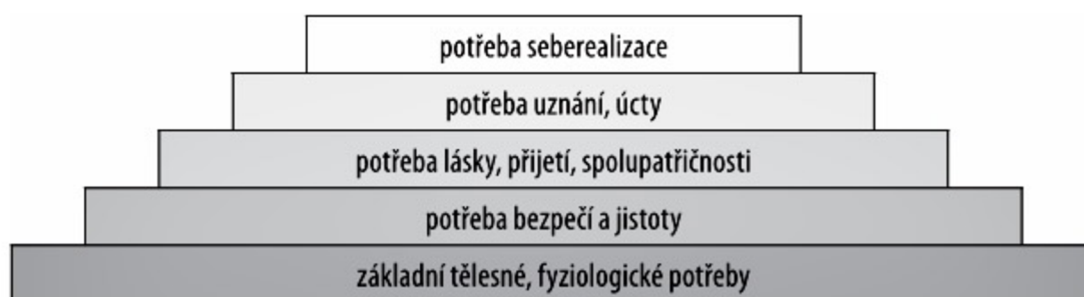 potřeba seberealizace
potřeba uznání, úcty
potřeba lásky, přijetí, spolupatřičnosti
potřeba bezpečí a jistoty
základní tělesné, fyziologické potřeby